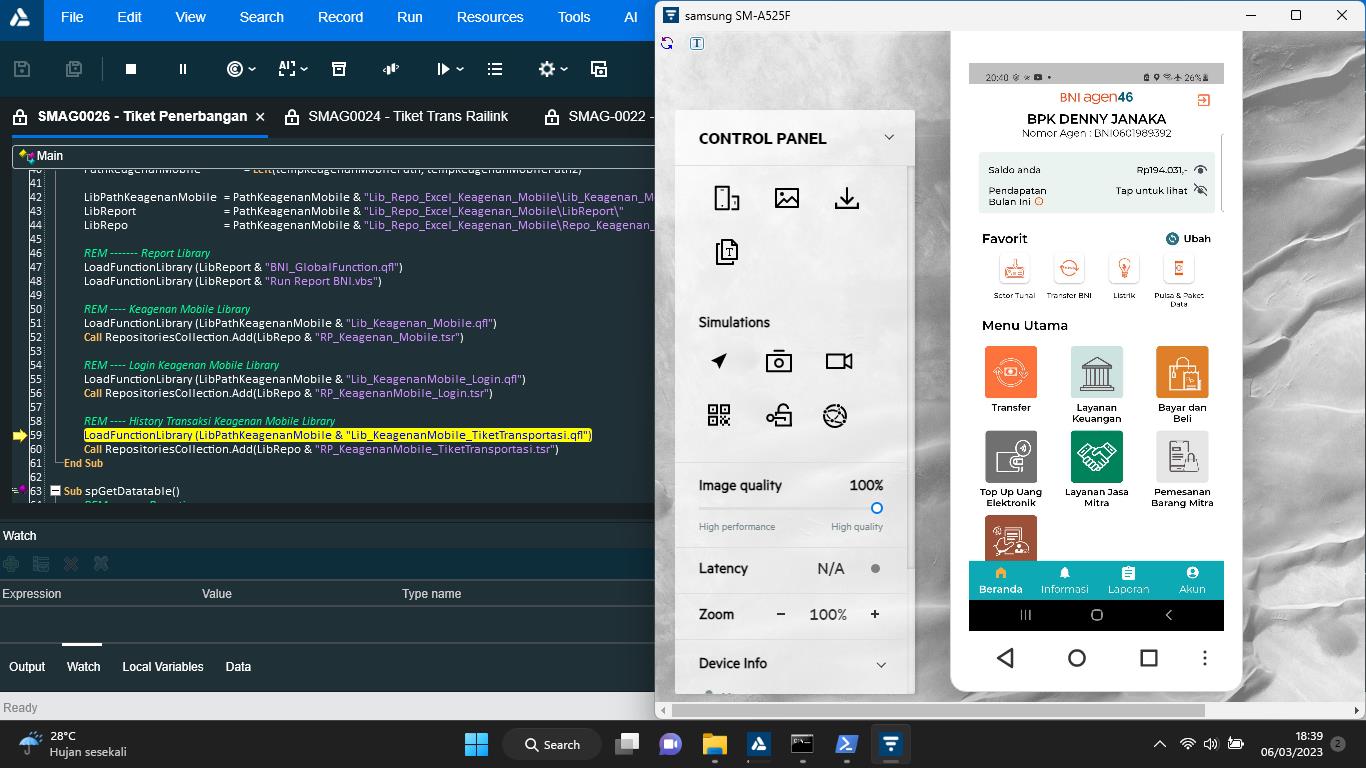 File Edit View Search Record Run Resources Tools AI
SMAG0026 - Tiket Penerbangan × SMAG0024 - Tiket Trans Railink SMAG-0022 -
Main
41
42 LibPathKeagenanMobile = PathKeagenanMobile & "Lib_Repo_Excel_Keagenan_Mobile\Lib_Keagenan_M
43 LibReport = PathKeagenanMobile & "Lib_Repo_Excel_Keagenan_Mobile\LibReport\"
44 LibRepo = PathKeagenanMobile & "Lib_Repo_Excel_Keagenan_Mobile\Repo_Keagenan_
45
46 REM ------- Report Library
47 LoadFunctionLibrary (LibReport & "BNI_GlobalFunction.qfl")
48 LoadFunctionLibrary (LibReport & "Run Report BNI.vbs")
49
50 REM ---- Keagenan Mobile Library
51 LoadFunctionLibrary (LibPathKeagenanMobile & "Lib_Keagenan_Mobile.qfl")
52 Call RepositoriesCollection.Add(LibRepo & "RP_Keagenan_Mobile.tsr")
53
54 REM ---- Login Keagenan Mobile Library
55 LoadFunctionLibrary (LibPathKeagenanMobile & "Lib_KeagenanMobile_Login.qfl")
56 Call RepositoriesCollection.Add(LibRepo & "RP_KeagenanMobile_Login.tsr")
57
58 REM ---- History Transaksi Keagenan Mobile Library
59 LoadFunctionLibrary (LibPathKeagenanMobile & "Lib_KeagenanMobile_TiketTransportasi.qfl")
60 Call RepositoriesCollection.Add(LibRepo & "RP_KeagenanMobile_TiketTransportasi.tsr")
61 End Sub
62
63 Sub spGetDatatable()
Watch
Expression Value Type name
Output Watch Local Variables Data
Ready
samsung SM-A525F
T
CONTROL PANEL
Simulations
Image quality 100%
High performance High quality
Latency N/A
Zoom - 100% +
Device Info
20:40 26%
BNI agen46
BPK DENNY JANAKA
Nomor Agen : BNI0601989392
Saldo anda Rp194.031,-
Pendapatan Bulan Ini Tap untuk lihat
Favorit Ubah
Setor Tunai Transfer BNI Listrik Pulsa & Paket Data
Menu Utama
Transfer Layanan Keuangan Bayar dan Beli
Top Up Uang Elektronik Layanan Jasa Mitra Pemesanan Barang Mitra
Beranda Informasi Laporan Akun
28°C
Hujan sesekali
Search
18:39
06/03/2023
2